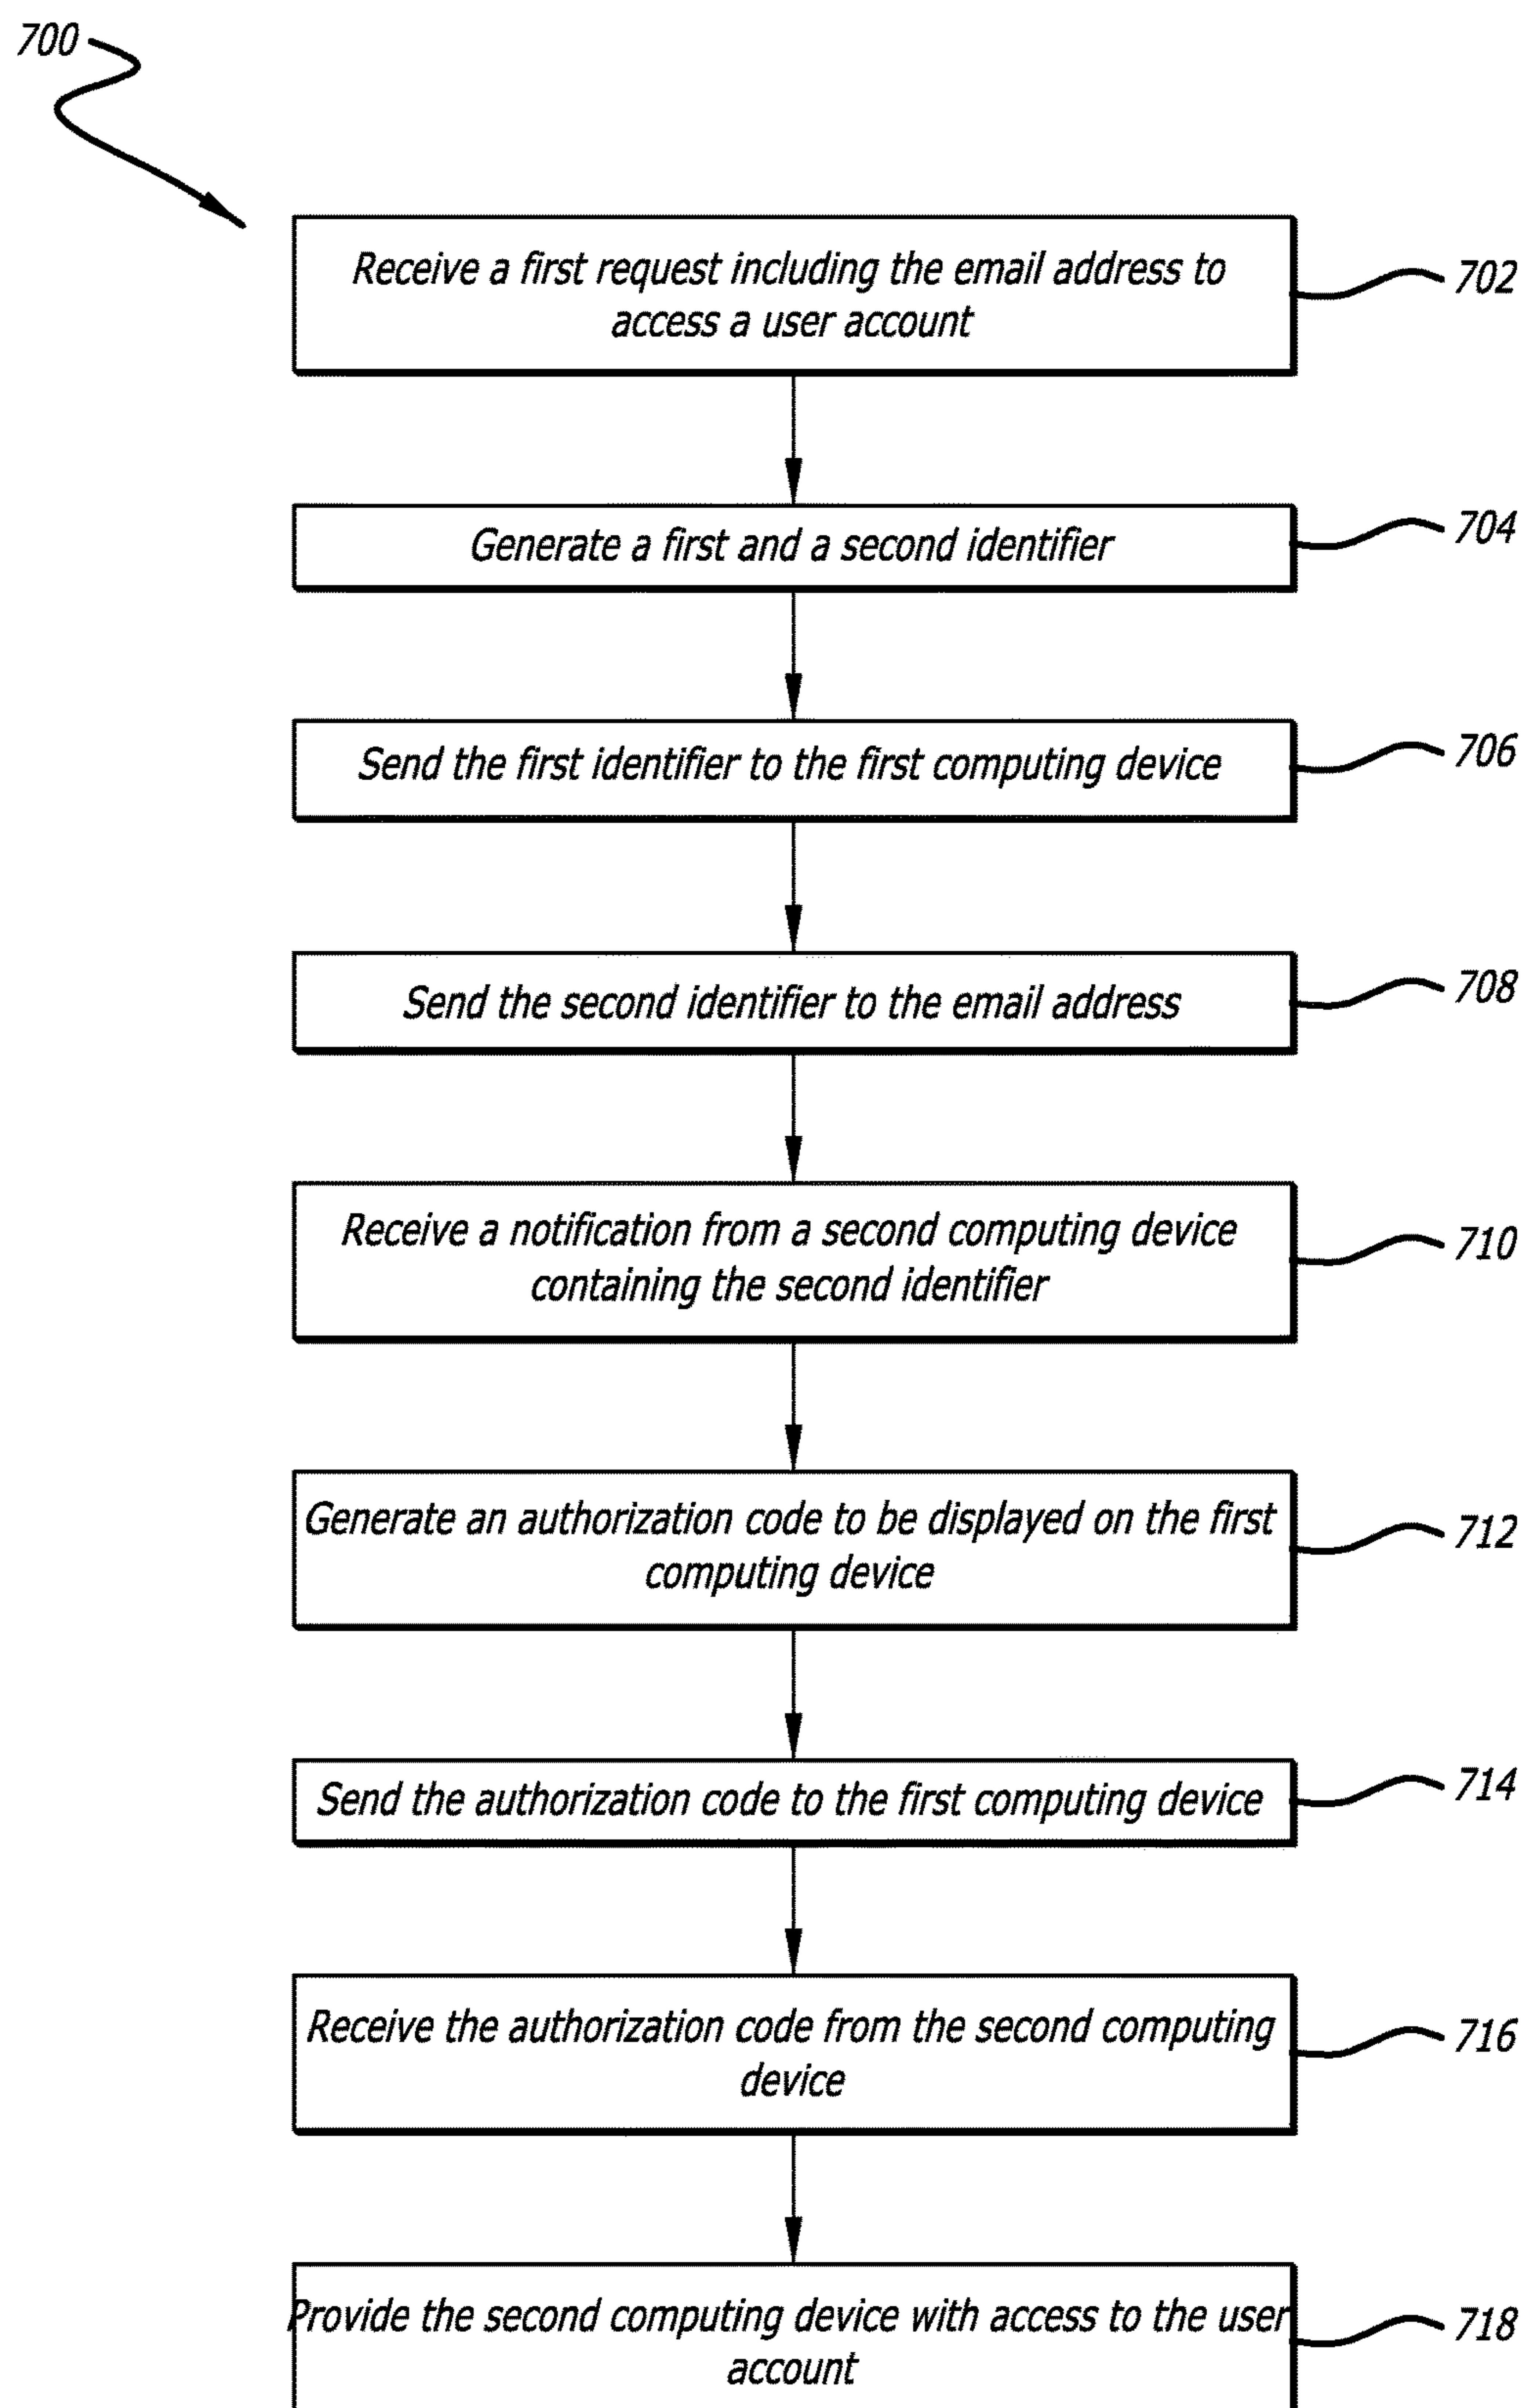 700
Receive a first request including the email address to
access a user account
702
Generate a first and a second identifier
704
Send the first identifier to the first computing device
706
Send the second identifier to the email address
708
Receive a notification from a second computing device
containing the second identifier
710
Generate an authorization code to be displayed on the first
computing device
712
Send the authorization code to the first computing device
714
Receive the authorization code from the second computing
device
716
Provide the second computing device with access to the user
account
718